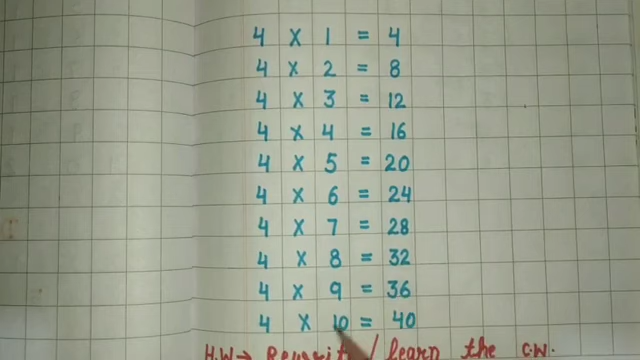 4 X 1 = 4
4 X 2 = 8
4 X 3 = 12
4 X 4 = 16
4 X 5 = 20
4 X 6 = 24
4 X 7 = 28
4 X 8 = 32
4 X 9 = 36
4 X 10 = 40
H.W → Rewrite / learn the C.W.